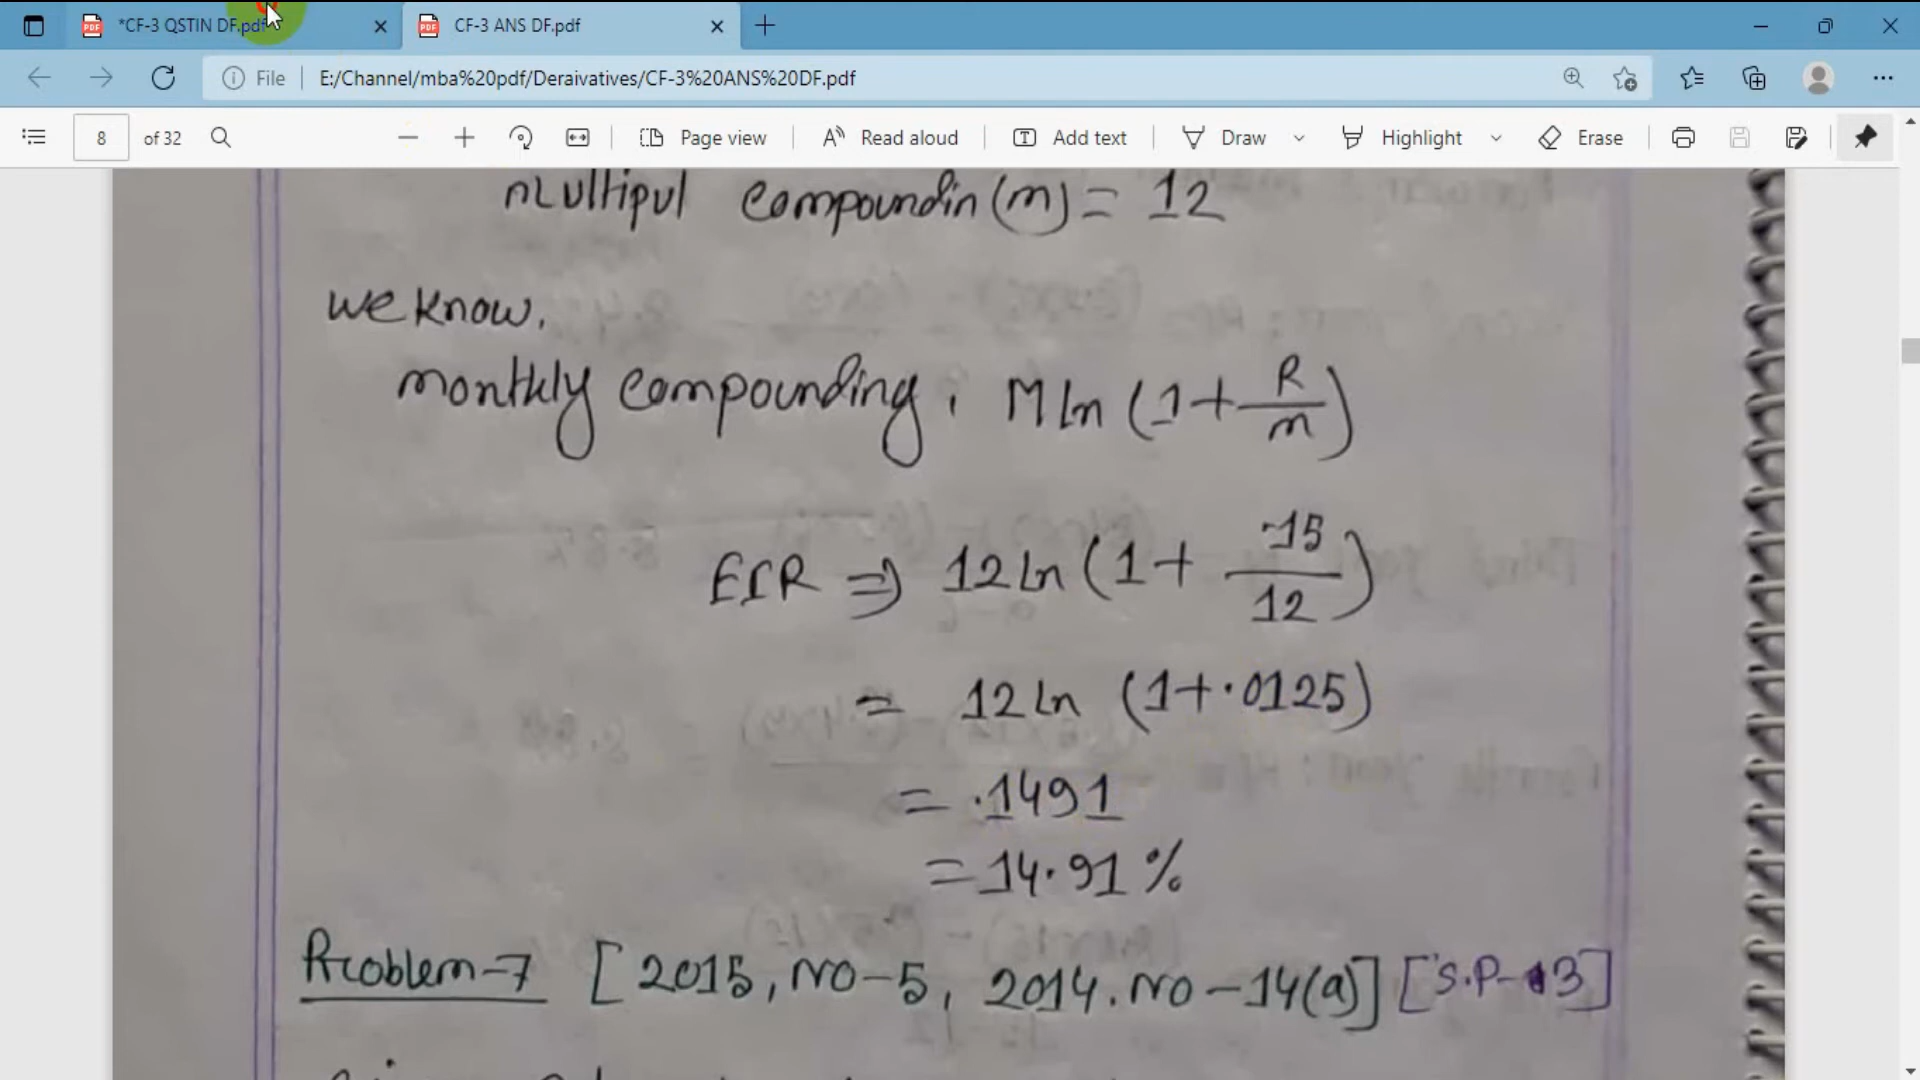 *CF-3 QSTIN DF.pdf
CF-3 ANS DF.pdf
File
E:/Channel/mba%20pdf/Deraivatives/CF-3%20ANS%20DF.pdf
8 of 32
Page view
Read aloud
Add text
Draw
Highlight
Erase
multipul compoundin(m) = 12
we know,
monthly compounding, M ln (1 + R/m)
EIR => 12 ln (1 + .15/12)
= 12 ln (1+.0125)
= .1491
= 14.91 %
Problem-7 [2015, NO-5, 2014. NO-14(a)] [S.P-13]